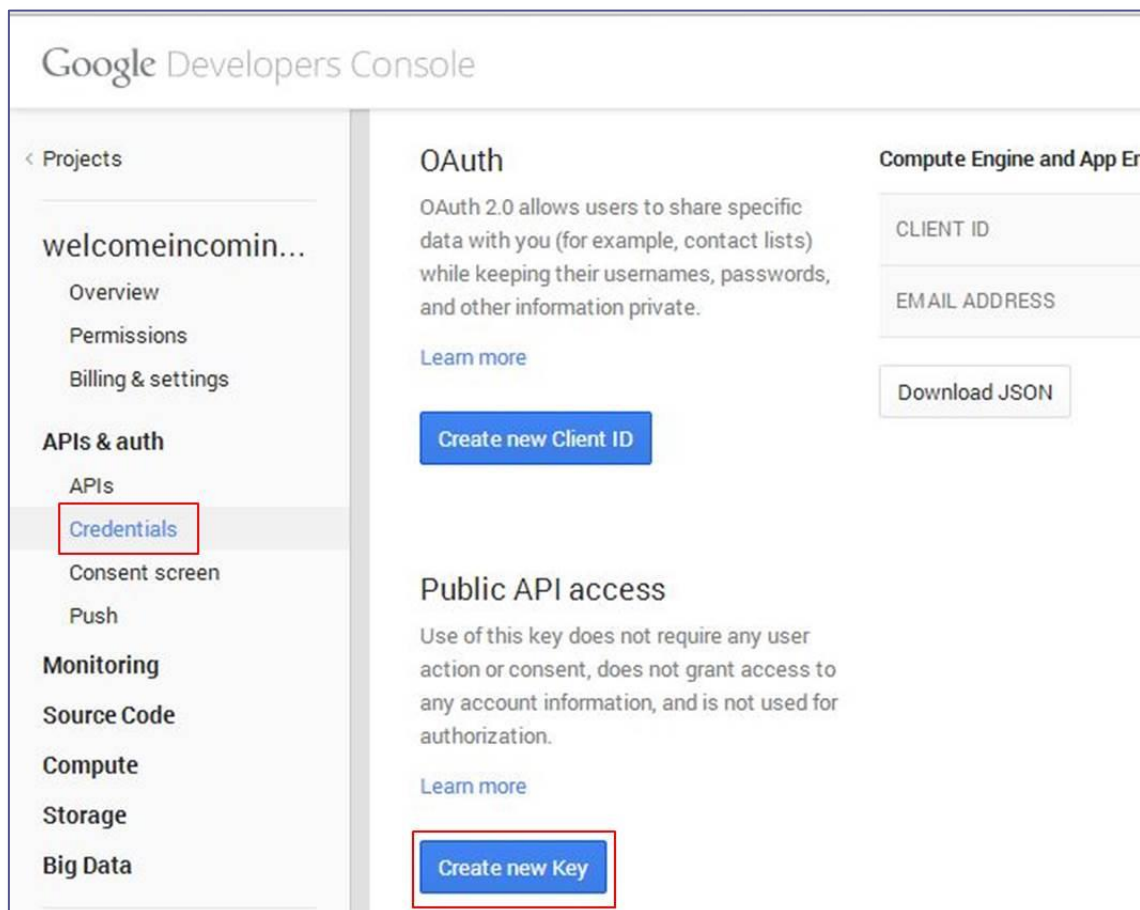 Google Developers Console
< Projects
welcomeincomin...
Overview
Permissions
Billing & settings
APIs & auth
APIs
Credentials
Consent screen
Push
Monitoring
Source Code
Compute
Storage
Big Data
OAuth
OAuth 2.0 allows users to share specific
data with you (for example, contact lists)
while keeping their usernames, passwords,
and other information private.
Learn more
Create new Client ID
Compute Engine and App En
CLIENT ID
EMAIL ADDRESS
Download JSON
Public API access
Use of this key does not require any user
action or consent, does not grant access to
any account information, and is not used for
authorization.
Learn more
Create new Key